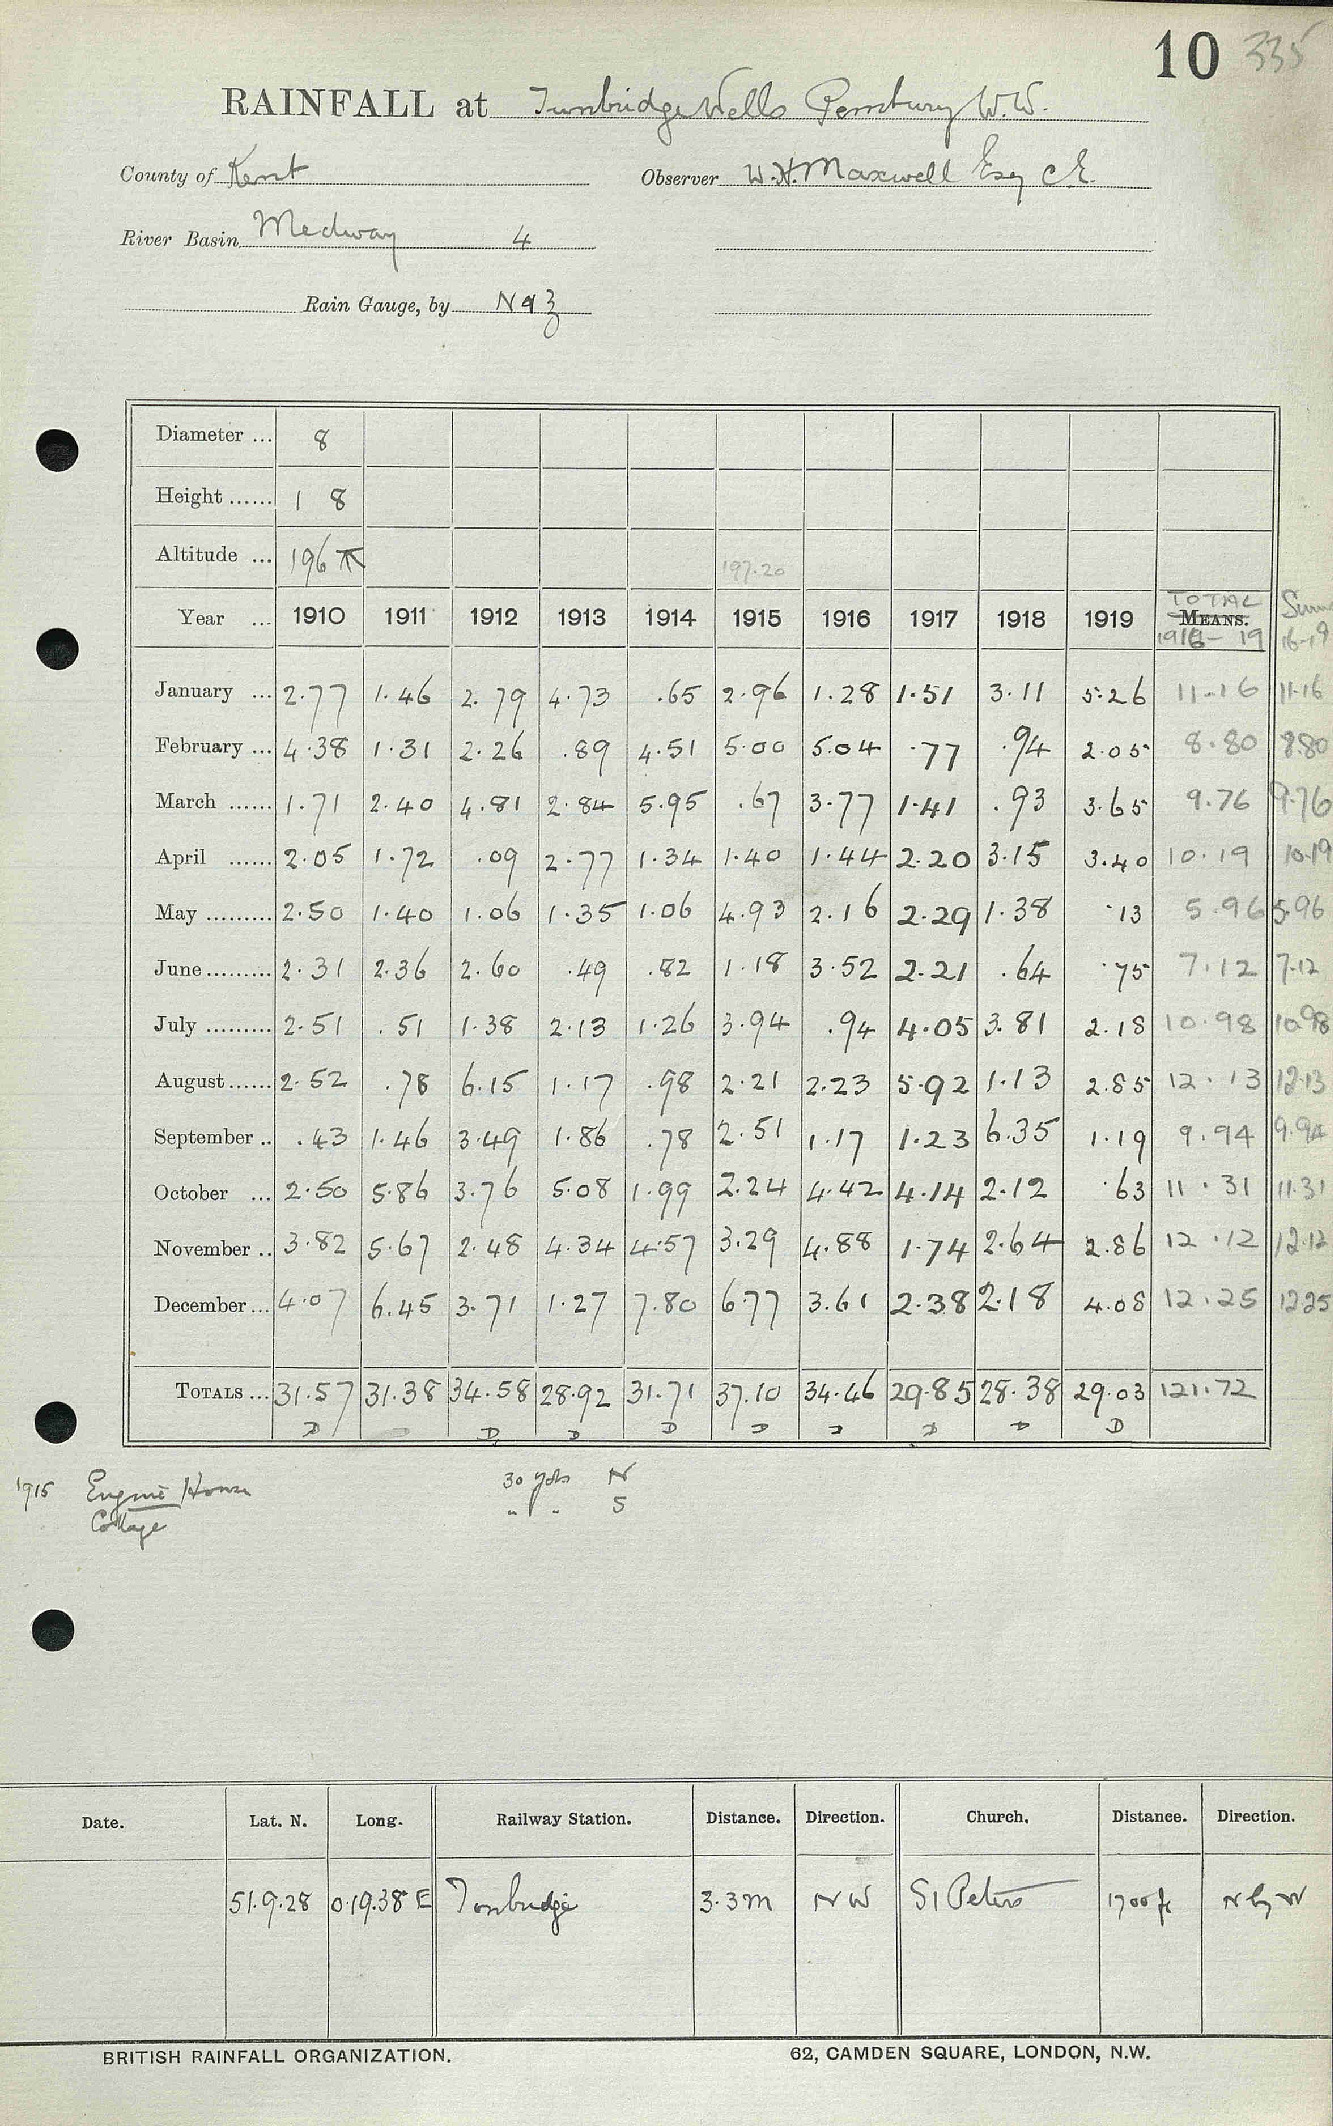 10 335
RAINFALL at Tunbridge Wells Pembury W.W.
County of Kent Observer W.H. Maxwell Esq C.E.
River Basin Medway 4
Rain Gauge, by N & Z
Diameter ... 8
Height ...... 1 8
Altitude ... 196 197.20
Year ... 1910 1911 1912 1913 1914 1915 1916 1917 1918 1919 TOTAL MEANS. 1916-19 16-19
January ... 2.77 1.46 2.79 4.73 .65 2.96 1.28 1.51 3.11 5.26 11.16 11.16
February ... 4.38 1.31 2.26 .89 4.51 5.00 5.04 .77 .94 2.05 8.80 8.80
March ...... 1.71 2.40 4.81 2.84 5.95 .67 3.77 1.41 .93 3.65 9.76 9.76
April ...... 2.05 1.72 .09 2.77 1.34 1.40 1.44 2.20 3.15 3.40 10.19 10.19
May ......... 2.50 1.40 1.06 1.35 1.06 4.93 2.16 2.29 1.38 .13 5.96 5.96
June ......... 2.31 2.36 2.60 .49 .82 1.18 3.52 2.21 .64 .75 7.12 7.12
July ......... 2.51 .51 1.38 2.13 1.26 3.94 .94 4.05 3.81 2.18 10.98 10.98
August ...... 2.52 .78 6.15 1.17 .98 2.21 2.23 5.92 1.13 2.85 12.13 12.13
September .. .43 1.46 3.49 1.86 .78 2.51 1.17 1.23 6.35 1.19 9.94 9.94
October ... 2.50 5.86 3.76 5.08 1.99 2.24 4.42 4.14 2.12 .63 11.31 11.31
November .. 3.82 5.67 2.48 4.34 4.57 3.29 4.88 1.74 2.64 2.86 12.12 12.12
December ... 4.07 6.45 3.71 1.27 7.80 6.77 3.61 2.38 2.18 4.08 12.25 12.25
TOTALS ... 31.57 31.38 34.58 28.92 31.71 37.10 34.46 29.85 28.38 29.03 121.72
D D D D D D D D D
1915 Engine House 30 yds N
Cottage " " S
Date. Lat. N. Long. Railway Station. Distance. Direction. Church. Distance. Direction.
51.9.28 0.19.38 E Tonbridge 3.3m NW St Peters 1700 ft N by W
BRITISH RAINFALL ORGANIZATION. 62, CAMDEN SQUARE, LONDON, N.W.